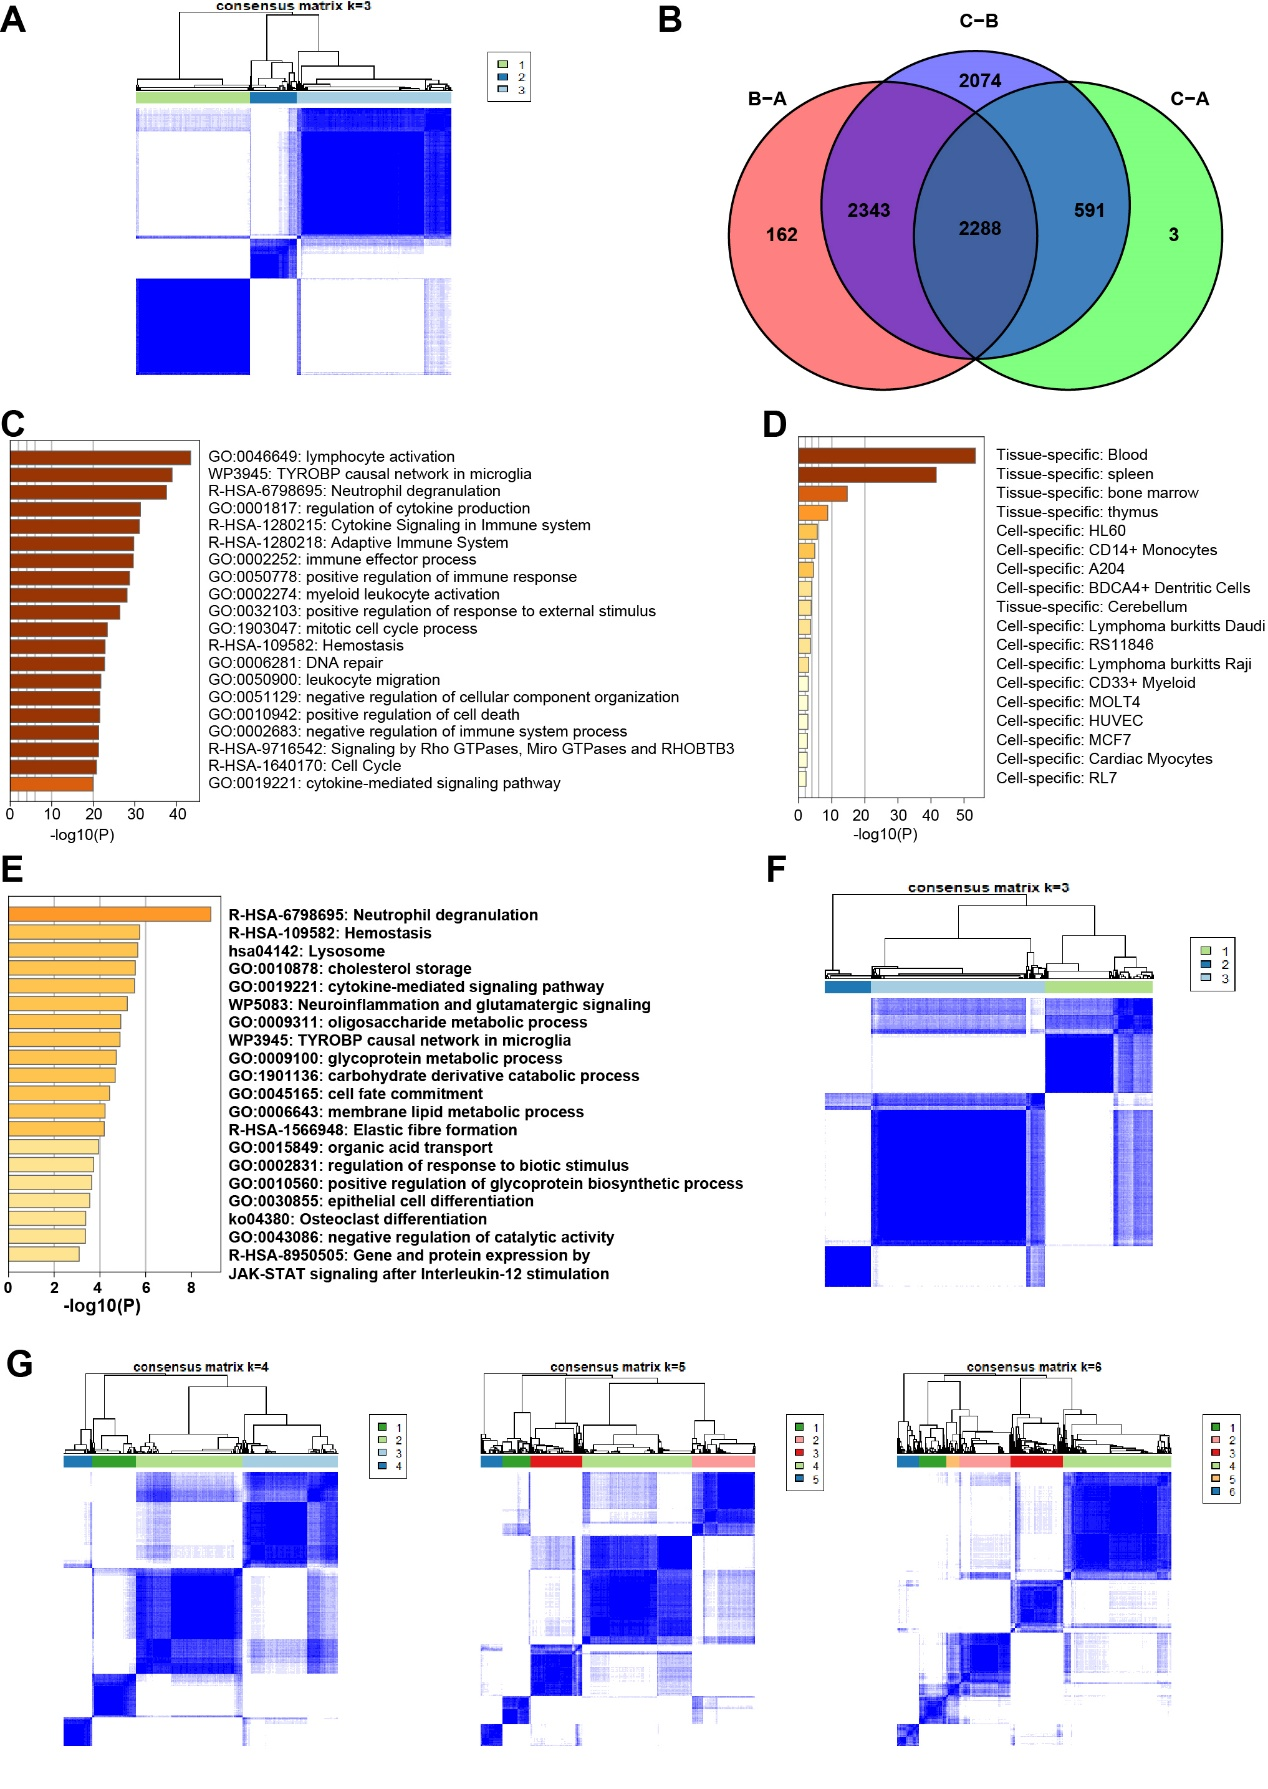 A
consensus matrix k=3
1
2
3
B
C−B
B−A
C−A
2074
2343
2288
591
162
3
C
GO:0046649: lymphocyte activation
WP3945: TYROBP causal network in microglia
R-HSA-6798695: Neutrophil degranulation
GO:0001817: regulation of cytokine production
R-HSA-1280215: Cytokine Signaling in Immune system
R-HSA-1280218: Adaptive Immune System
GO:0002252: immune effector process
GO:0050778: positive regulation of immune response
GO:0002274: myeloid leukocyte activation
GO:0032103: positive regulation of response to external stimulus
GO:1903047: mitotic cell cycle process
R-HSA-109582: Hemostasis
GO:0006281: DNA repair
GO:0050900: leukocyte migration
GO:0051129: negative regulation of cellular component organization
GO:0010942: positive regulation of cell death
GO:0002683: negative regulation of immune system process
R-HSA-9716542: Signaling by Rho GTPases, Miro GTPases and RHOBTB3
R-HSA-1640170: Cell Cycle
GO:0019221: cytokine-mediated signaling pathway
0 10 20 30 40
-log10(P)
D
Tissue-specific: Blood
Tissue-specific: spleen
Tissue-specific: bone marrow
Tissue-specific: thymus
Cell-specific: HL60
Cell-specific: CD14+ Monocytes
Cell-specific: A204
Cell-specific: BDCA4+ Dentritic Cells
Tissue-specific: Cerebellum
Cell-specific: Lymphoma burkitts Daudi
Cell-specific: RS11846
Cell-specific: Lymphoma burkitts Raji
Cell-specific: CD33+ Myeloid
Cell-specific: MOLT4
Cell-specific: HUVEC
Cell-specific: MCF7
Cell-specific: Cardiac Myocytes
Cell-specific: RL7
0 10 20 30 40 50
-log10(P)
E
R-HSA-6798695: Neutrophil degranulation
R-HSA-109582: Hemostasis
hsa04142: Lysosome
GO:0010878: cholesterol storage
GO:0019221: cytokine-mediated signaling pathway
WP5083: Neuroinflammation and glutamatergic signaling
GO:0009311: oligosaccharide metabolic process
WP3945: TYROBP causal network in microglia
GO:0009100: glycoprotein metabolic process
GO:1901136: carbohydrate derivative catabolic process
GO:0045165: cell fate commitment
GO:0006643: membrane lipid metabolic process
R-HSA-1566948: Elastic fibre formation
GO:0015849: organic acid transport
GO:0002831: regulation of response to biotic stimulus
GO:0010560: positive regulation of glycoprotein biosynthetic process
GO:0030855: epithelial cell differentiation
ko04380: Osteoclast differentiation
GO:0043086: negative regulation of catalytic activity
R-HSA-8950505: Gene and protein expression by
JAK-STAT signaling after Interleukin-12 stimulation
0 2 4 6 8
-log10(P)
F
consensus matrix k=3
1
2
3
G
consensus matrix k=4
1
2
3
4
consensus matrix k=5
1
2
3
4
5
consensus matrix k=6
1
2
3
4
5
6